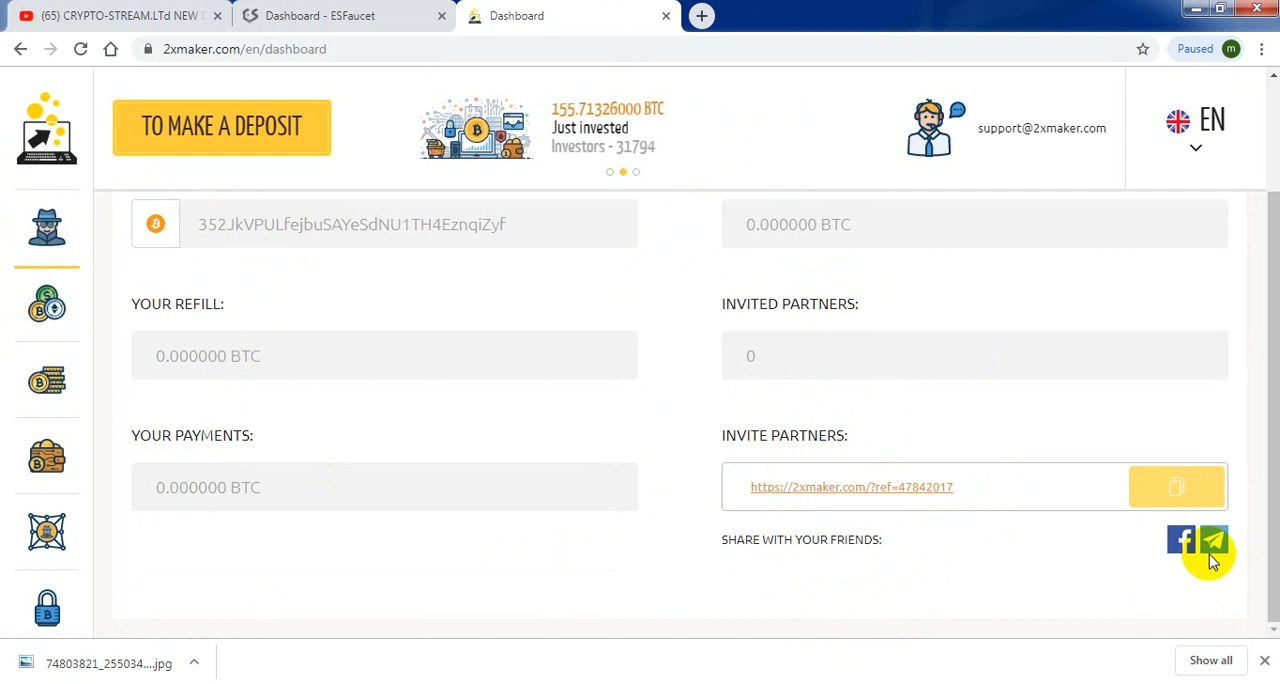 (65) CRYPTO-STREAM.LTd NEW D
Dashboard - ESFaucet
Dashboard
2xmaker.com/en/dashboard
Paused
m
TO MAKE A DEPOSIT
155.71326000 BTC
Just invested
Investors - 31794
support@2xmaker.com
EN
352JkVPULfejbuSAYeSdNU1TH4EznqiZyf
0.000000 BTC
YOUR REFILL:
INVITED PARTNERS:
0.000000 BTC
0
YOUR PAYMENTS:
INVITE PARTNERS:
0.000000 BTC
https://2xmaker.com/?ref=47842017
SHARE WITH YOUR FRIENDS:
74803821_255034....jpg
Show all